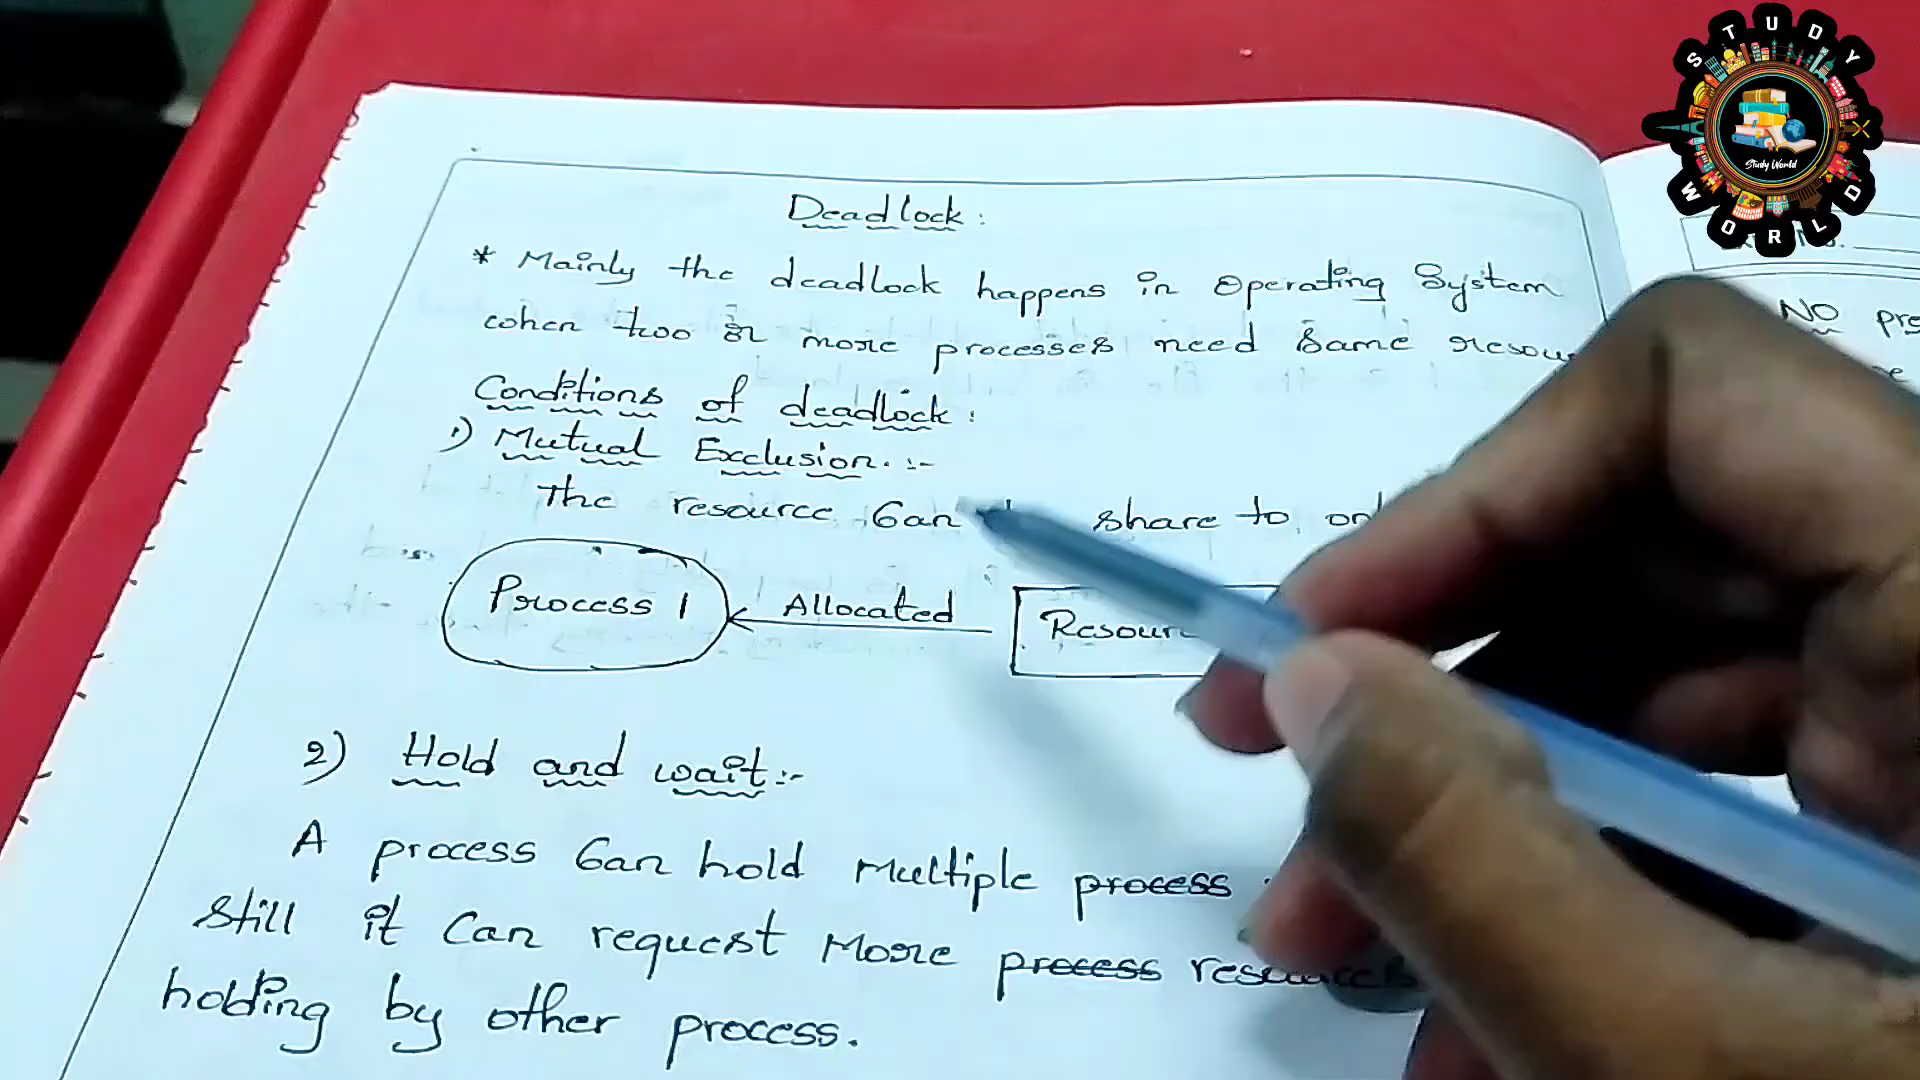 Deadlock:
* Mainly the deadlock happens in Operating System
when two or more processes need same
Conditions of deadlock:
1) Mutual Exclusion.:-
The resource can share to
Process 1
Allocated
2) Hold and wait:-
A process can hold Multiple process
still it can request More process resources
holding by other process.
NO
STUDY
WORLD
Study World